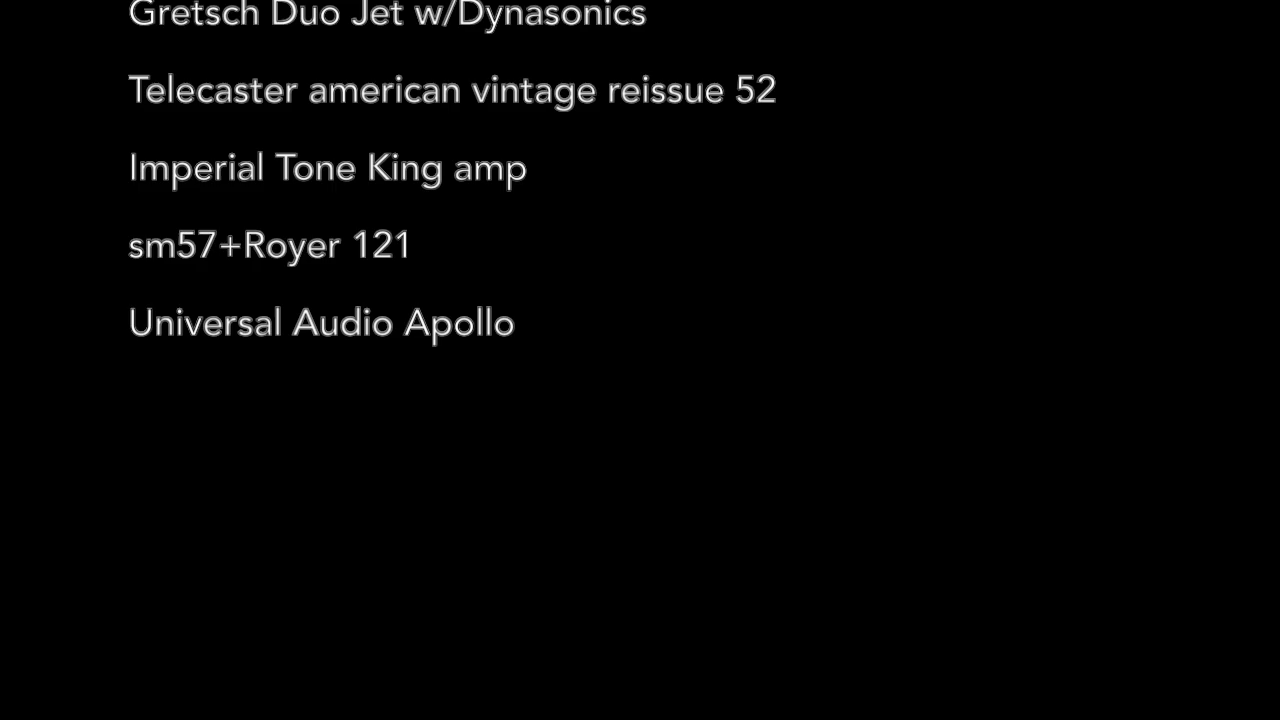 Gretsch Duo Jet w/Dynasonics
Telecaster american vintage reissue 52
Imperial Tone King amp
sm57+Royer 121
Universal Audio Apollo